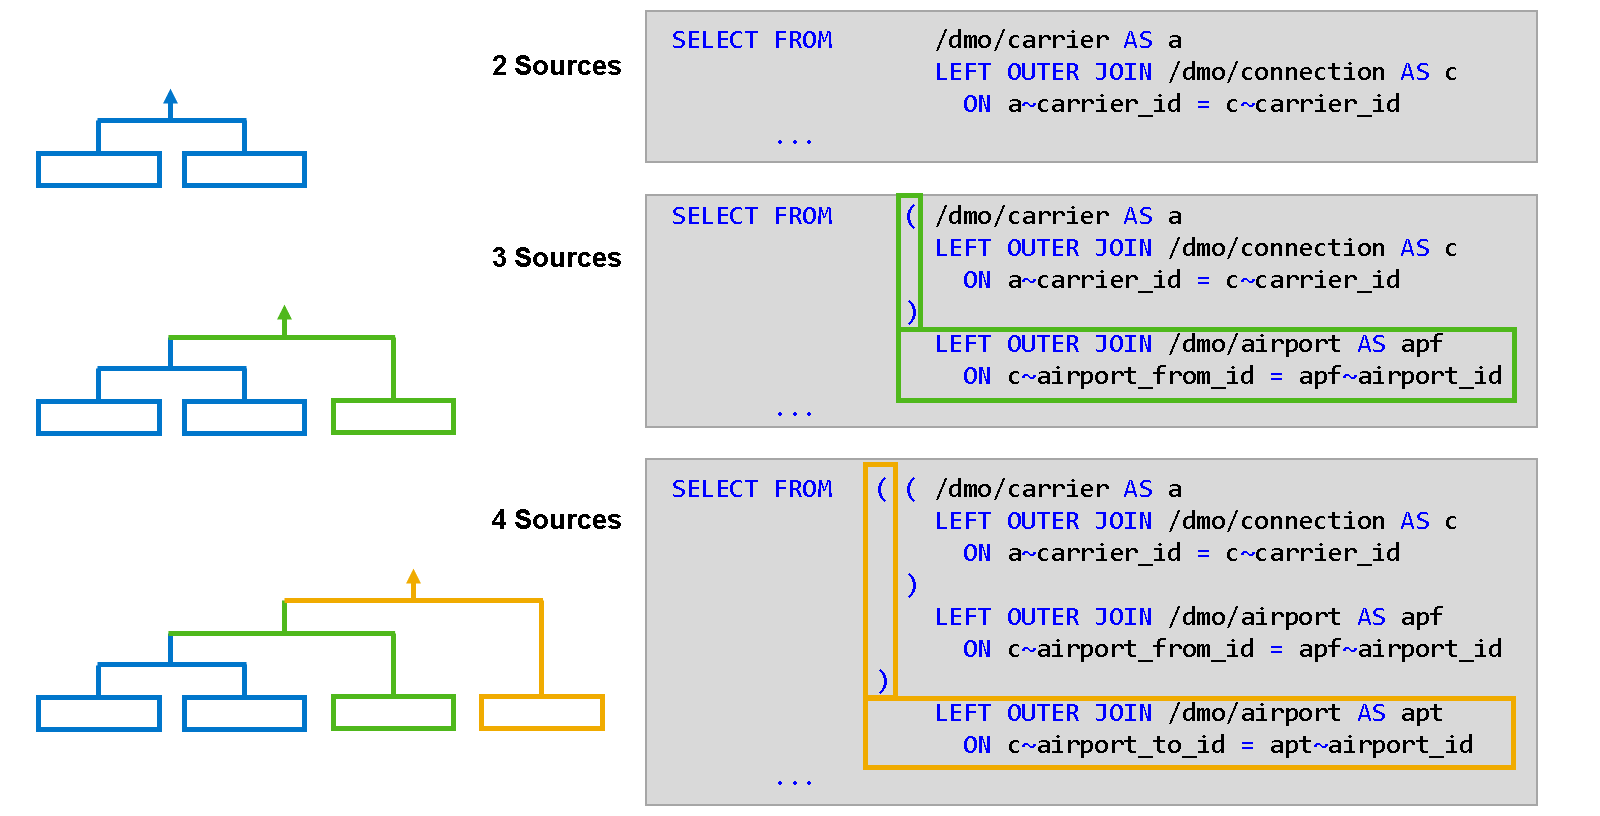 2 Sources
SELECT FROM /dmo/carrier AS a
LEFT OUTER JOIN /dmo/connection AS c
ON a~carrier_id = c~carrier_id
...
3 Sources
SELECT FROM ( /dmo/carrier AS a
LEFT OUTER JOIN /dmo/connection AS c
ON a~carrier_id = c~carrier_id
)
LEFT OUTER JOIN /dmo/airport AS apf
ON c~airport_from_id = apf~airport_id
...
4 Sources
SELECT FROM ( ( /dmo/carrier AS a
LEFT OUTER JOIN /dmo/connection AS c
ON a~carrier_id = c~carrier_id
)
LEFT OUTER JOIN /dmo/airport AS apf
ON c~airport_from_id = apf~airport_id
)
LEFT OUTER JOIN /dmo/airport AS apt
ON c~airport_to_id = apt~airport_id
...